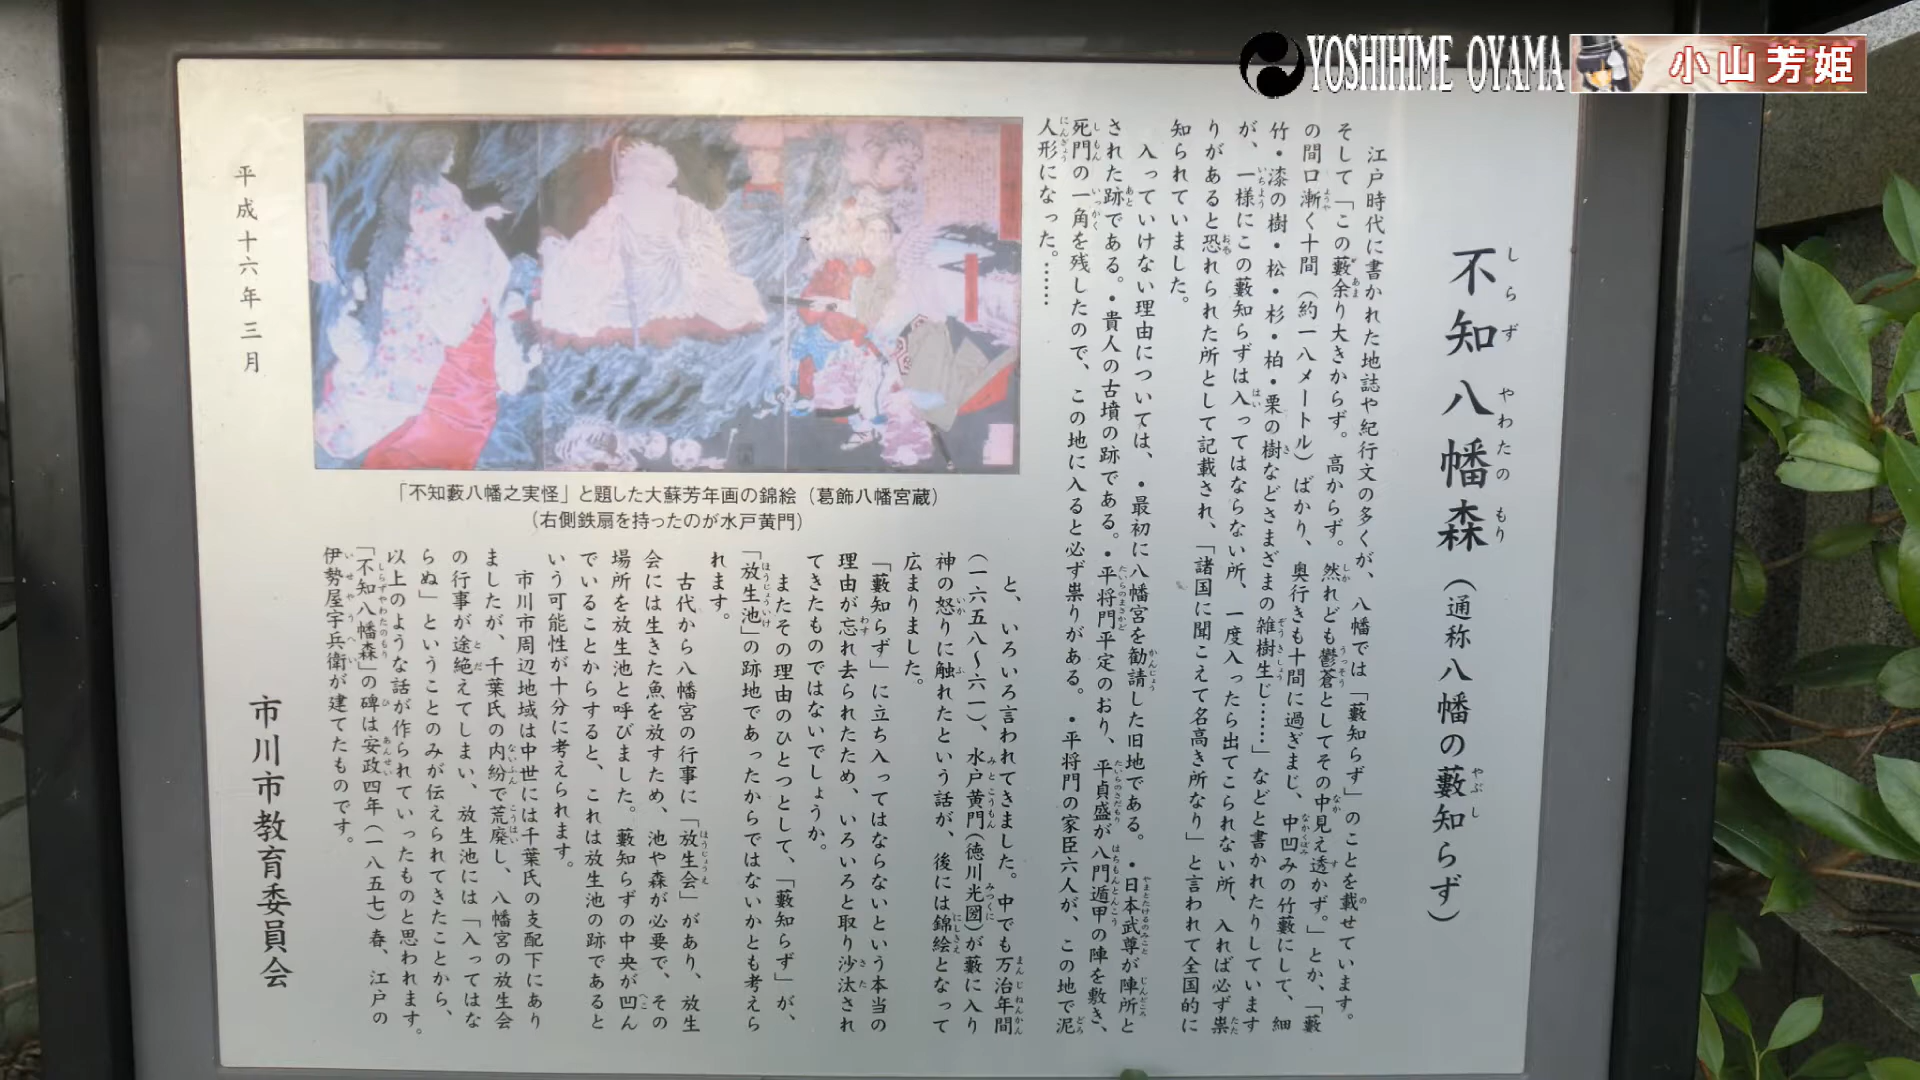 YOSHIHIME OYAMA 小山芳姫
不知八幡森（通称八幡の藪知らず）
江戸時代に書かれた地誌や紀行文の多くが、八幡では「藪知らず」のことを載せています。
そして「この藪余り大きからず。高からず。然れども鬱蒼としてその中見え透かず。」とか、「藪
の間口漸く十間（約一八メートル）ばかり、奥行きも十間に過ぎまじ、中凹みの竹藪にして、細
竹・漆の樹・松・杉・柏・栗の樹などさまざまの雑樹生じ……」などと書かれたりしています
が、一様にこの藪知らずは入ってはならない所、一度入ったら出てこられない所、入れば必ず祟
りがあると恐れられた所として記載され、「諸国に聞こえて名高き所なり」と言われて全国的に
知られていました。
入っていけない理由については、・最初に八幡宮を勧請した旧地である。・日本武尊が陣所と
された跡である。・貴人の古墳の跡である。・平将門平定のおり、平貞盛が八門遁甲の陣を敷き、
死門の一角を残したので、この地に入ると必ず祟りがある。・平将門の家臣六人が、この地で泥
人形になった。……
と、いろいろ言われてきました。中でも万治年間
（一六五八〜六一）、水戸黄門（徳川光圀）が藪に入り
神の怒りに触れたという話が、後には錦絵となって
広まりました。
「藪知らず」に立ち入ってはならないという本当の
理由が忘れ去られたため、いろいろと取り沙汰され
てきたものではないでしょうか。
またその理由のひとつとして、「藪知らず」が、
「放生池」の跡地であったからではないかとも考えら
れます。
古代から八幡宮の行事に「放生会」があり、放生
会には生きた魚を放すため、池や森が必要で、その
場所を放生池と呼びました。藪知らずの中央が凹ん
でいることからすると、これは放生池の跡であると
いう可能性が十分に考えられます。
市川市周辺地域は中世には千葉氏の支配下にあり
ましたが、千葉氏の内紛で荒廃し、八幡宮の放生会
の行事が途絶えてしまい、放生池には「入ってはな
らぬ」ということのみが伝えられてきたことから、
以上のような話が作られていったものと思われます。
「不知八幡森」の碑は安政四年（一八五七）春、江戸の
伊勢屋宇兵衛が建てたものです。
「不知藪八幡之実怪」と題した大蘇芳年画の錦絵（葛飾八幡宮蔵）
（右側鉄扇を持ったのが水戸黄門）
平成十六年三月
市川市教育委員会